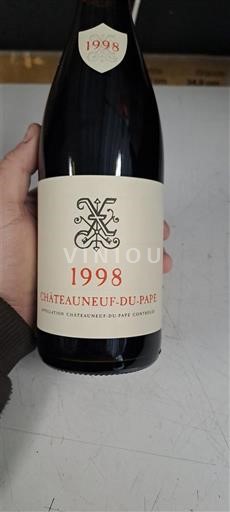 1998
VINIOU
1998
CHÂTEAUNEUF-DU-PAPE
APPELLATION CHÂTEAUNEUF-DU-PAPE CONTRÔLÉE